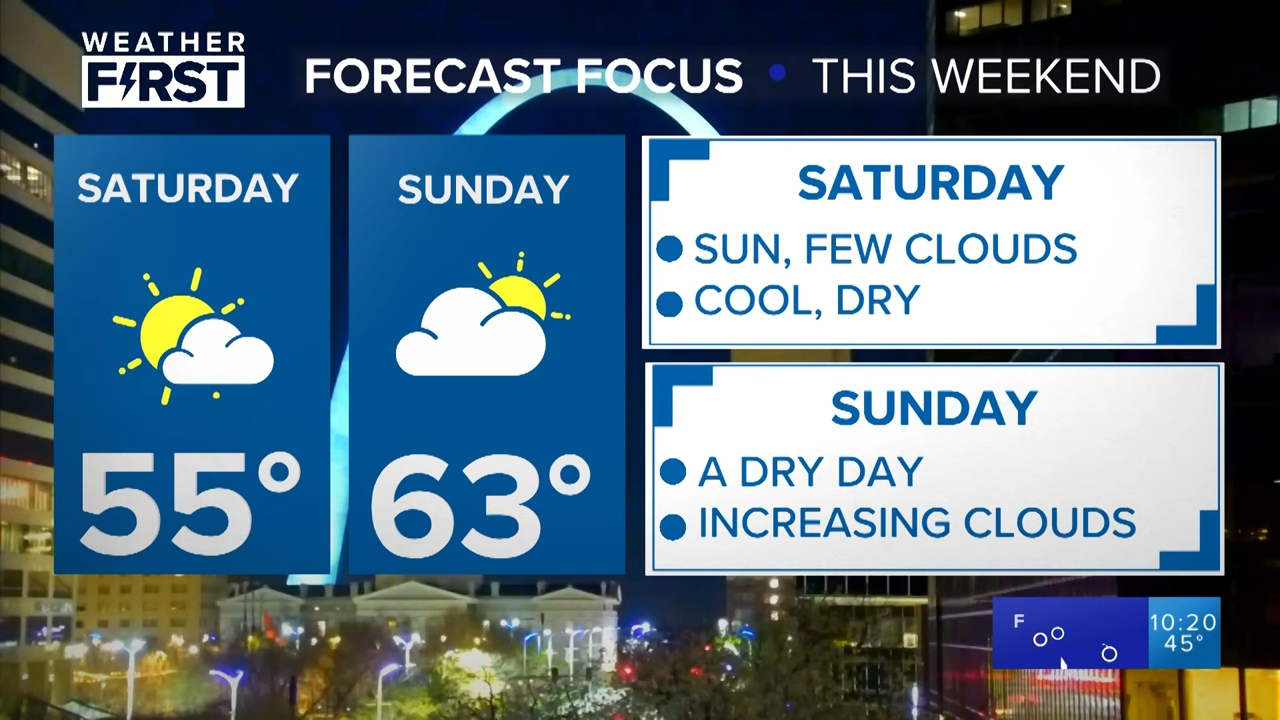 WEATHER
FIRST
FORECAST FOCUS • THIS WEEKEND
SATURDAY
55°
SUNDAY
63°
SATURDAY
● SUN, FEW CLOUDS
● COOL, DRY
SUNDAY
● A DRY DAY
● INCREASING CLOUDS
F
10:20
45°